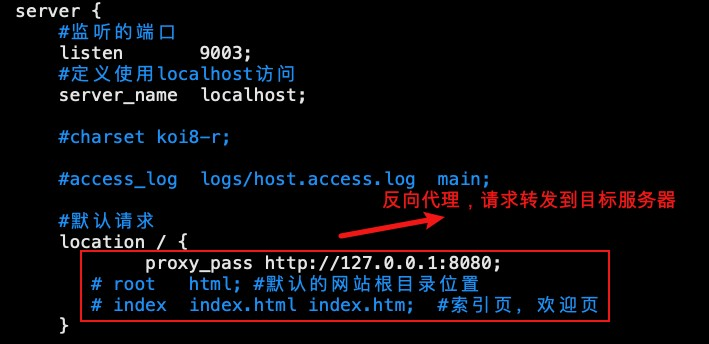 server {
#监听的端口
listen 9003;
#定义使用localhost访问
server_name localhost;
#charset koi8-r;
#access_log logs/host.access.log main;
反向代理，请求转发到目标服务器
#默认请求
location / {
proxy_pass http://127.0.0.1:8080;
# root html; #默认的网站根目录位置
# index index.html index.htm; #索引页，欢迎页
}